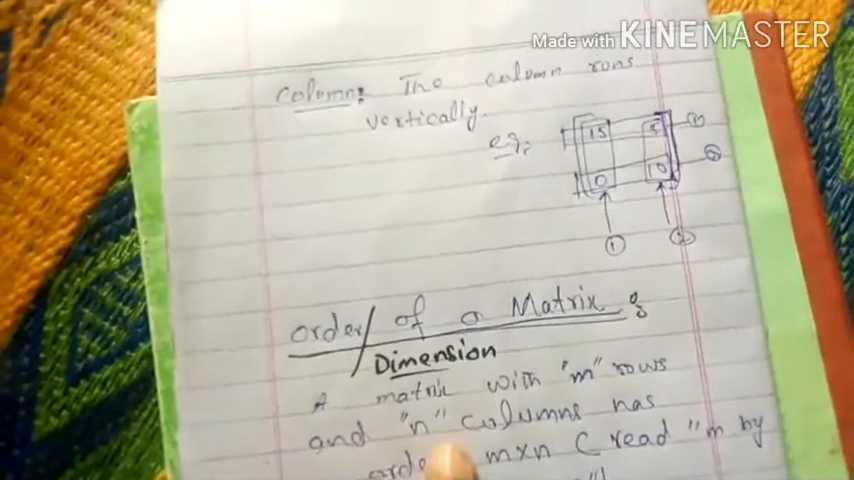 Made with KINEMASTER
Column: The column runs
vertically.
eg:
15 5 ①
0 10 ②
① ②
Order/ of a Matrix :
Dimension
A matrix with "m" rows
and "n" columns has
orde mxn ( read "m by